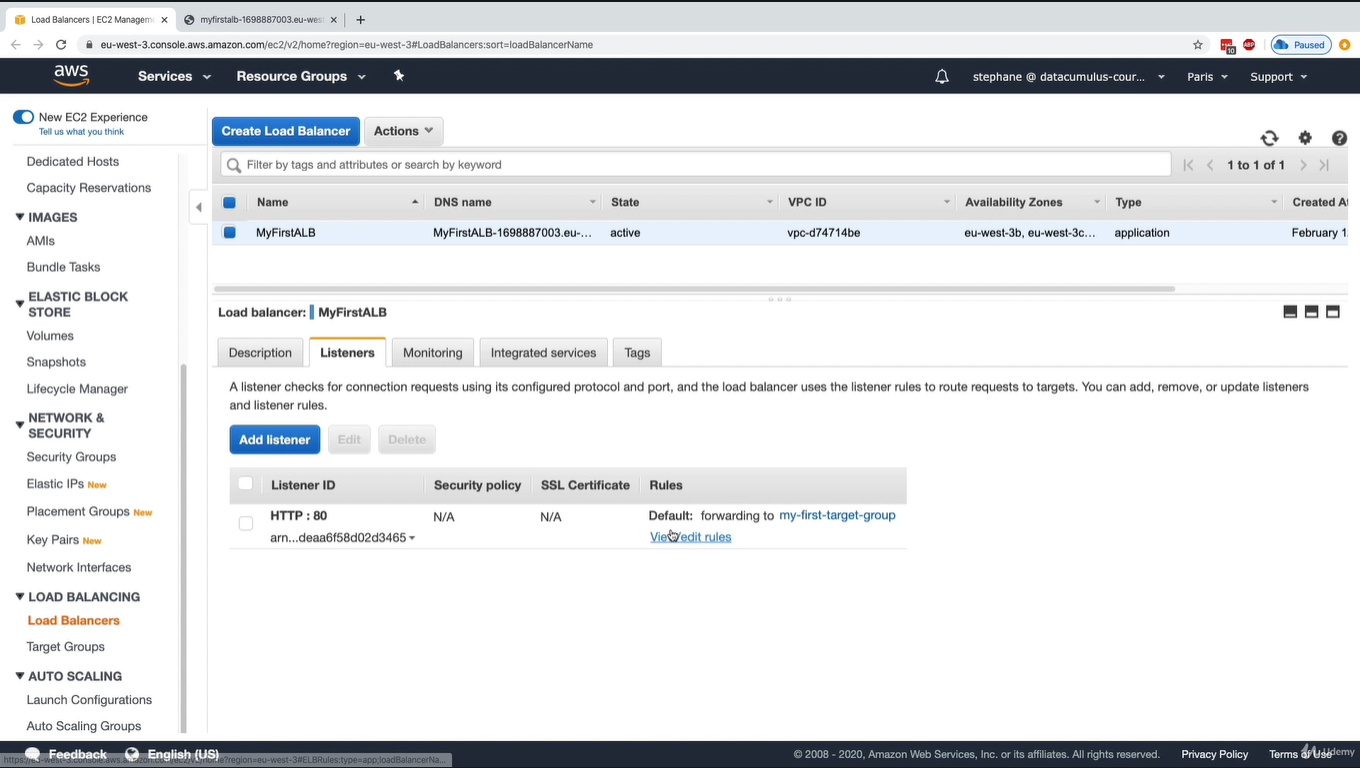 Load Balancers | EC2 Managem
myfirstalb-1698887003.eu-wes
eu-west-3.console.aws.amazon.com/ec2/v2/home?region=eu-west-3#LoadBalancers:sort=loadBalancerName
10
ABP
Paused
aws
Services
Resource Groups
stephane @ datacumulus-cour...
Paris
Support
New EC2 Experience
Tell us what you think
Dedicated Hosts
Capacity Reservations
IMAGES
AMIs
Bundle Tasks
ELASTIC BLOCK
STORE
Volumes
Snapshots
Lifecycle Manager
NETWORK &
SECURITY
Security Groups
Elastic IPs New
Placement Groups New
Key Pairs New
Network Interfaces
LOAD BALANCING
Load Balancers
Target Groups
AUTO SCALING
Launch Configurations
Auto Scaling Groups
Create Load Balancer
Actions
Filter by tags and attributes or search by keyword
1 to 1 of 1
Name DNS name State VPC ID Availability Zones Type Created At
MyFirstALB MyFirstALB-1698887003.eu-... active vpc-d74714be eu-west-3b, eu-west-3c... application February 1
Load balancer: MyFirstALB
Description Listeners Monitoring Integrated services Tags
A listener checks for connection requests using its configured protocol and port, and the load balancer uses the listener rules to route requests to targets. You can add, remove, or update listeners
and listener rules.
Add listener Edit Delete
Listener ID Security policy SSL Certificate Rules
HTTP : 80 N/A N/A Default: forwarding to my-first-target-group
arn...deaa6f58d02d3465 View/edit rules
Feedback English (US)
© 2008 - 2020, Amazon Web Services, Inc. or its affiliates. All rights reserved. Privacy Policy Terms of Use
Udemy